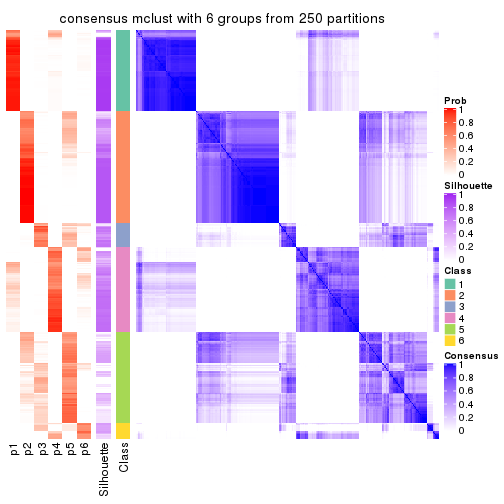 consensus mclust with 6 groups from 250 partitions
Prob
1
0.8
0.6
0.4
0.2
0
Silhouette
1
0.8
0.6
0.4
0.2
0
Class
1
2
3
4
5
6
Consensus
1
0.8
0.6
0.4
0.2
0
p1
p2
p3
p4
p5
p6
Silhouette
Class